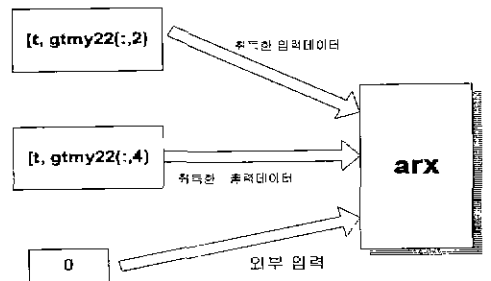 [t, gtmy22(:,2)
취득한 입력데이터
[t, gtmy22(:,4)
취득한 출력데이터
arx
0
외부 입력